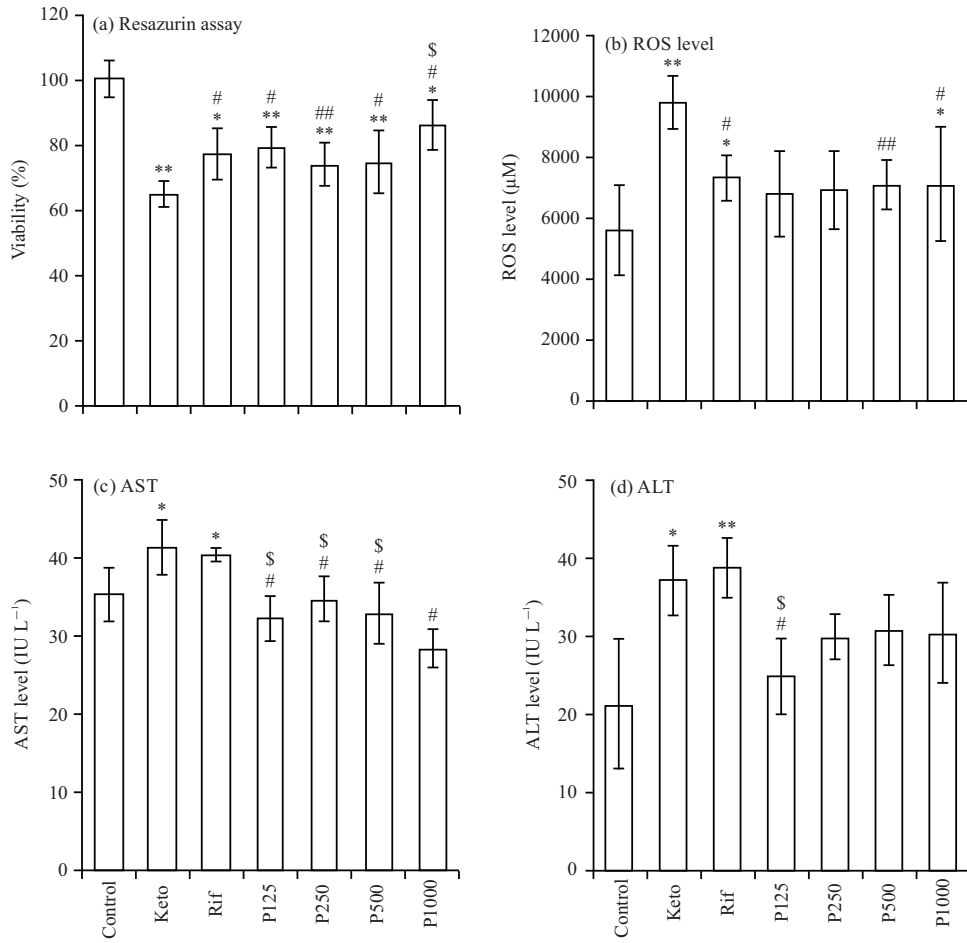 (a) Resazurin assay
Viability (%)
120
100
80
60
40
20
0
**
#
*
#
**
##
**
#
**
$
#
*
(b) ROS level
ROS level (µM)
12000
10000
8000
6000
4000
2000
0
**
#
*
##
#
*
(c) AST
AST level (IU L⁻¹)
50
40
30
20
10
0
*
*
$
#
$
#
$
#
#
Control
Keto
Rif
P125
P250
P500
P1000
(d) ALT
ALT level (IU L⁻¹)
50
40
30
20
10
0
*
**
$
#
Control
Keto
Rif
P125
P250
P500
P1000